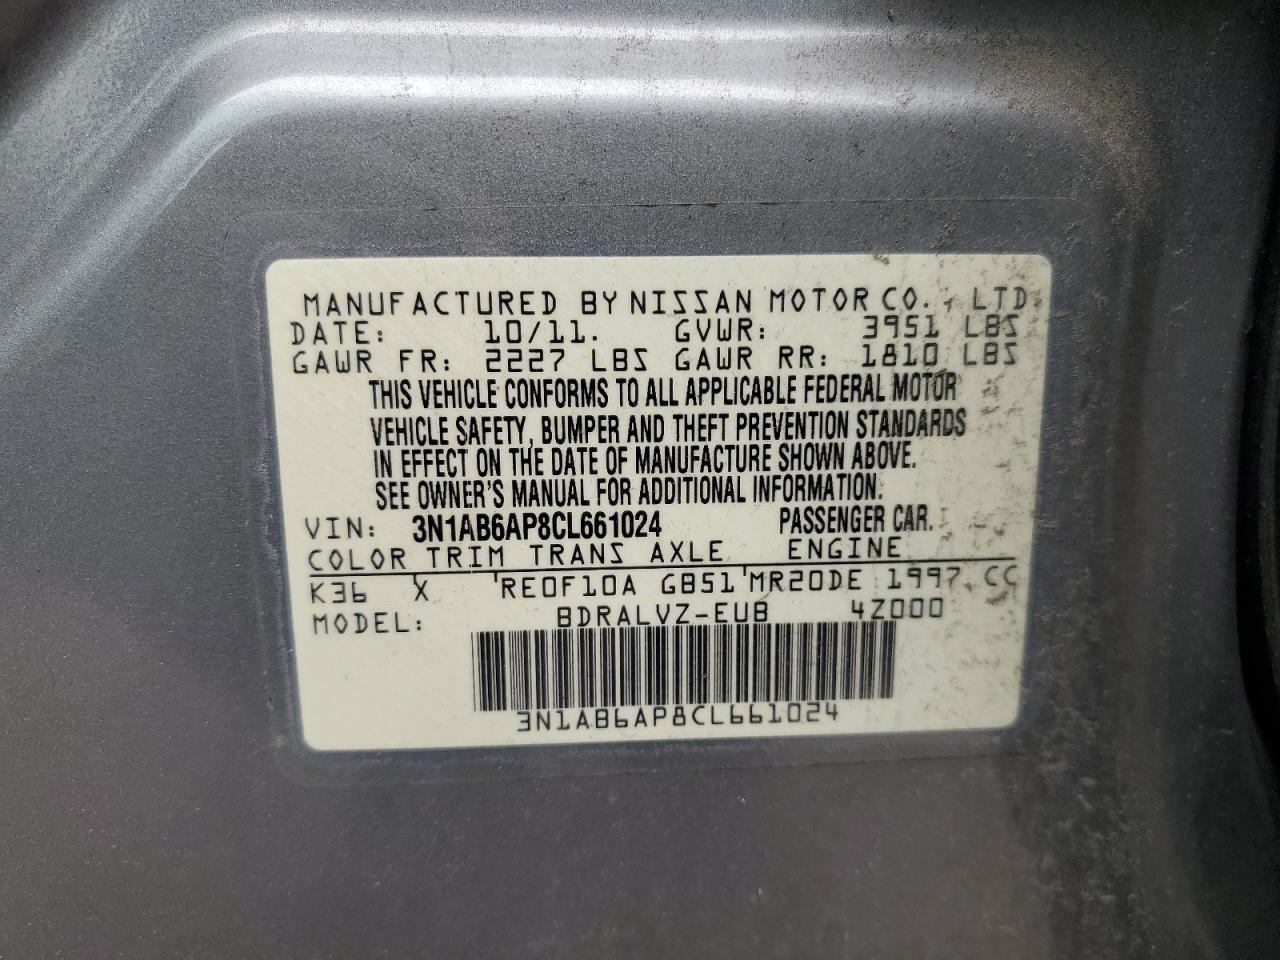 MANUFACTURED BY NISSAN MOTOR CO., LTD
DATE: 10/11. GVWR: 3951 LBS
GAWR FR: 2227 LBS GAWR RR: 1810 LBS
THIS VEHICLE CONFORMS TO ALL APPLICABLE FEDERAL MOTOR
VEHICLE SAFETY, BUMPER AND THEFT PREVENTION STANDARDS
IN EFFECT ON THE DATE OF MANUFACTURE SHOWN ABOVE.
SEE OWNER'S MANUAL FOR ADDITIONAL INFORMATION.
VIN: 3N1AB6AP8CL661024 PASSENGER CAR.
COLOR TRIM TRANS AXLE ENGINE
K36 X RE0F10A GB51 MR20DE 1997 CC
MODEL: BDRALVZ-EUB 4Z000
3N1AB6AP8CL661024